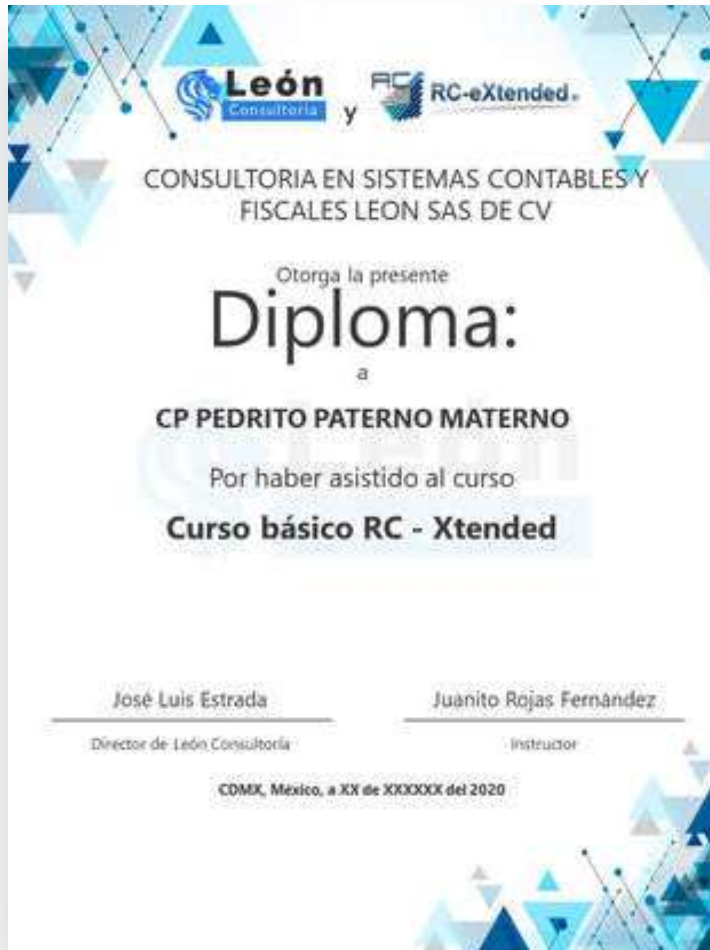 León
Consultoría
y
RC
RC-eXtended.
CONSULTORIA EN SISTEMAS CONTABLES Y
FISCALES LEON SAS DE CV
Otorga la presente
Diploma:
a
CP PEDRITO PATERNO MATERNO
Por haber asistido al curso
Curso básico RC - Xtended
José Luis Estrada
Juanito Rojas Fernández
Director de León Consultoría
Instructor
CDMX, México, a XX de XXXXXX del 2020